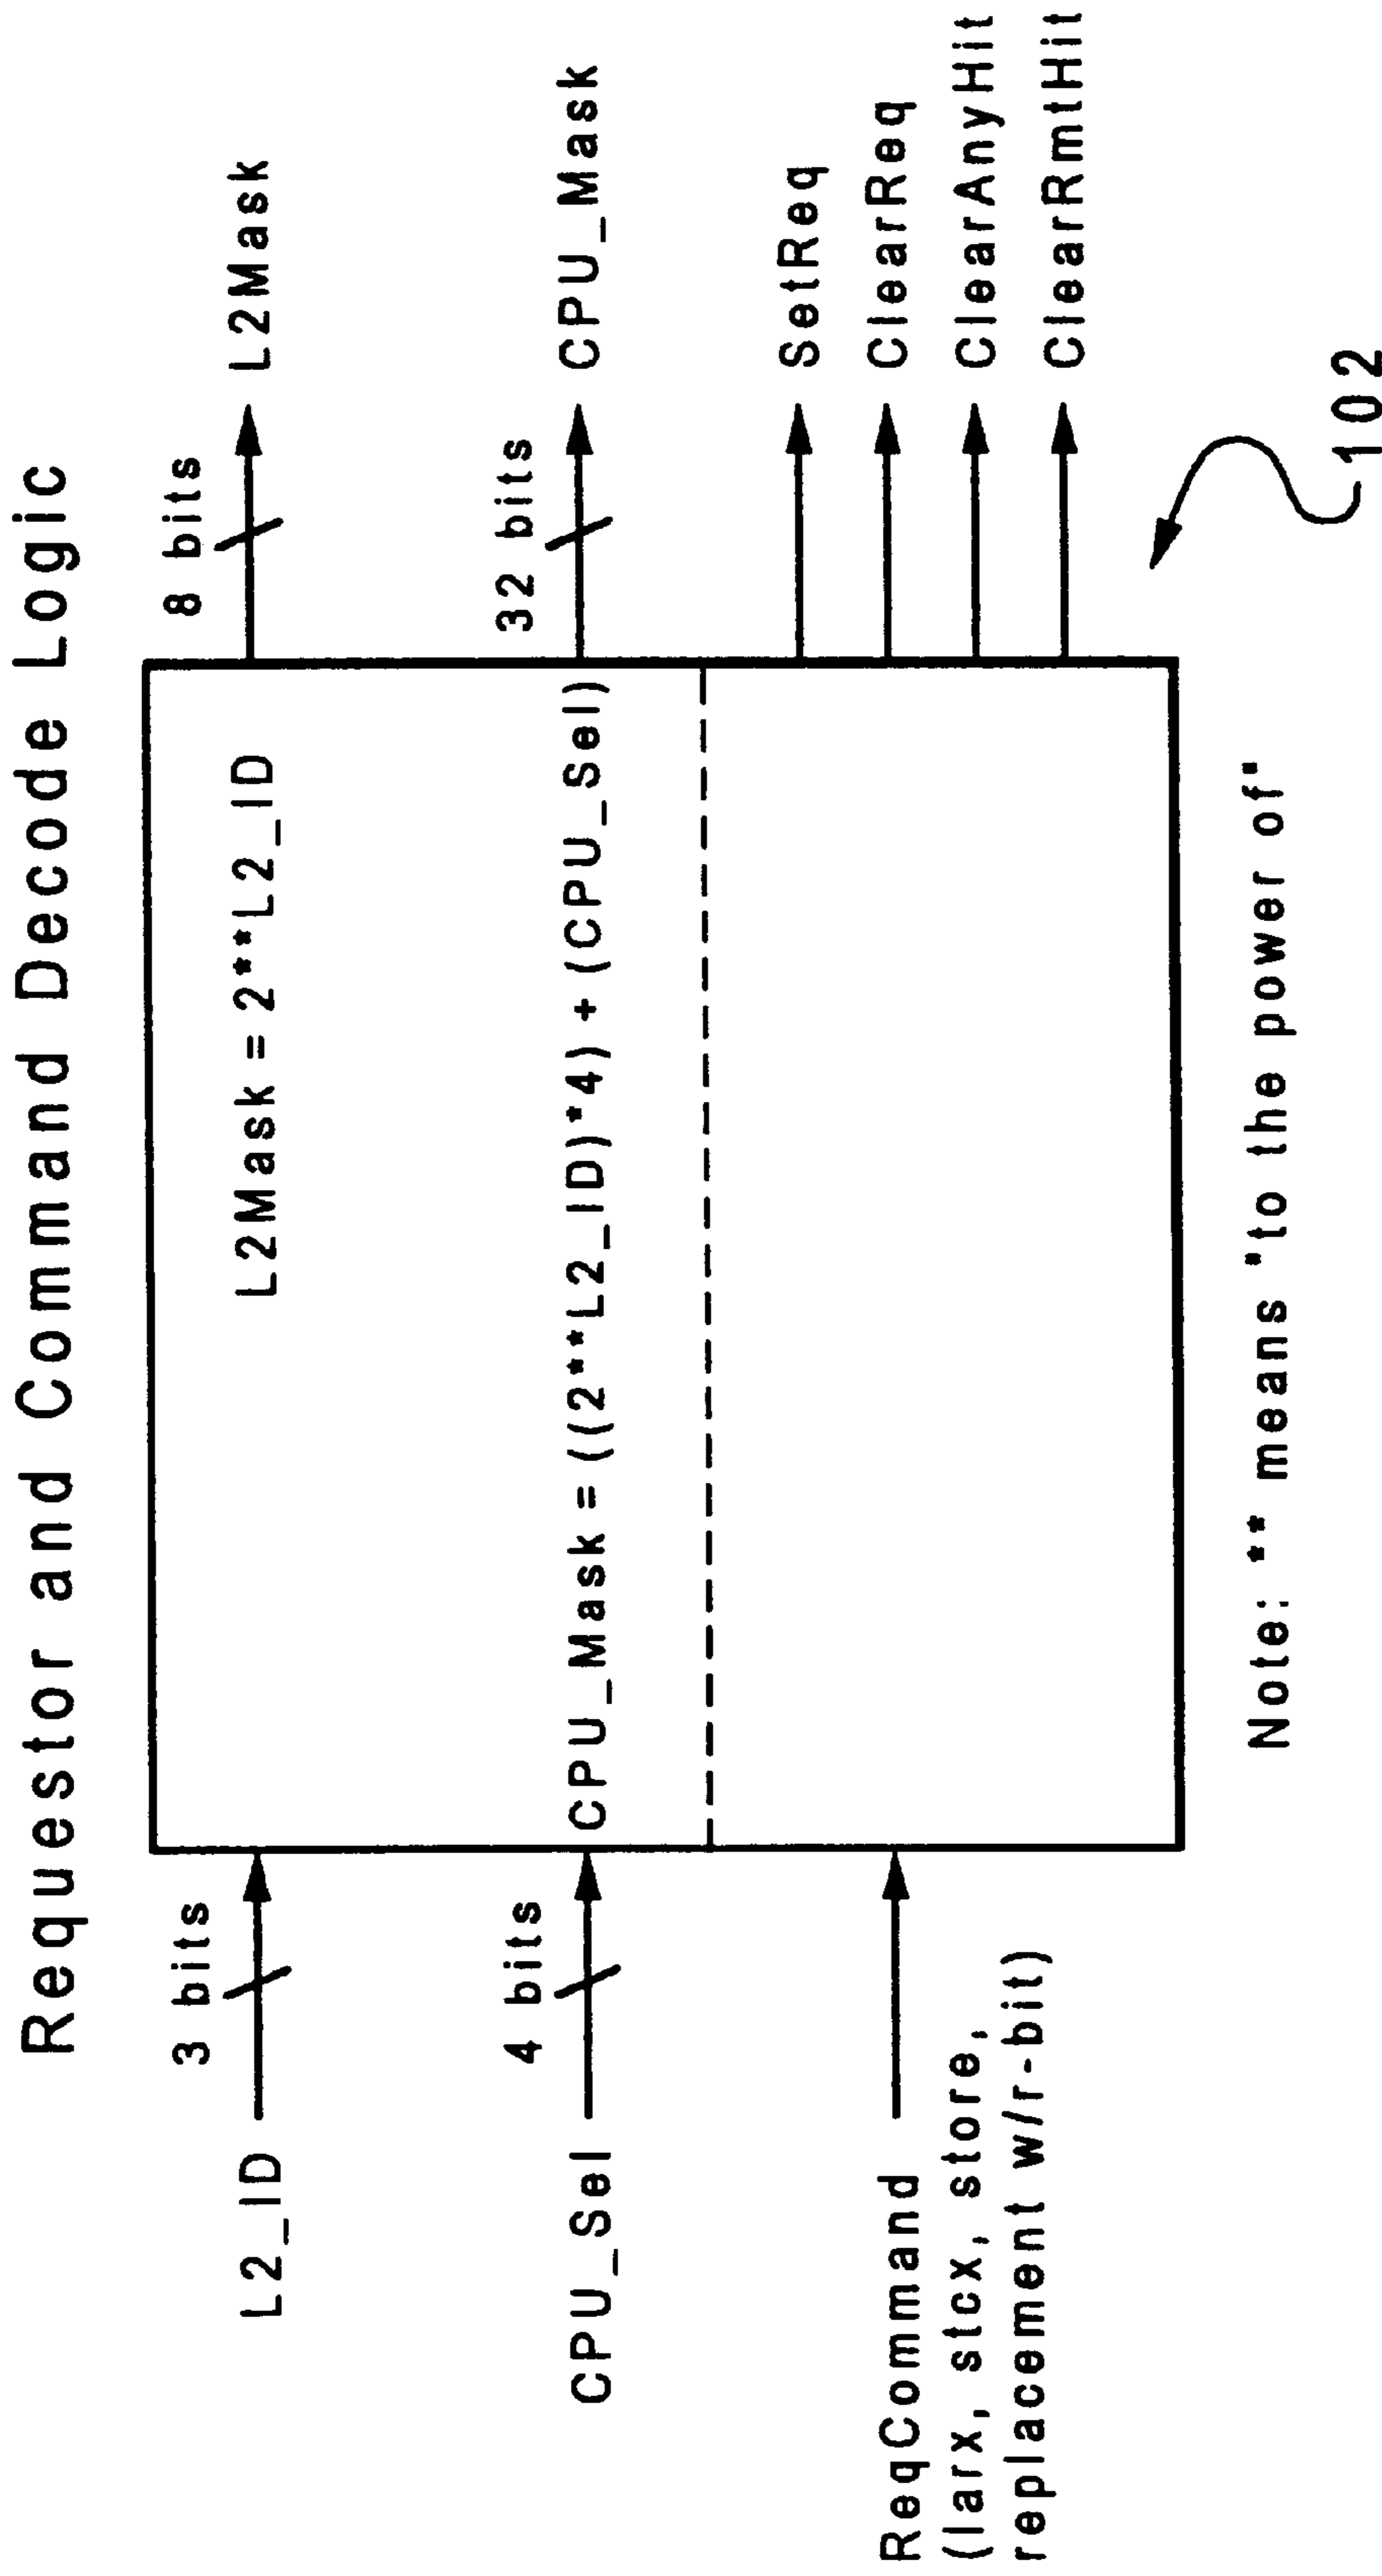 Requestor and Command Decode Logic
3 bits
L2_ID
4 bits
CPU_Sel
ReqCommand
(larx, stcx, store,
replacement w/r-bit)
L2Mask = 2**L2_ID
CPU_Mask = ((2**L2_ID)*4) + (CPU_Sel)
8 bits
L2Mask
32 bits
CPU_Mask
SetReq
ClearReq
ClearAnyHit
ClearRmtHit
102
Note: ** means "to the power of"